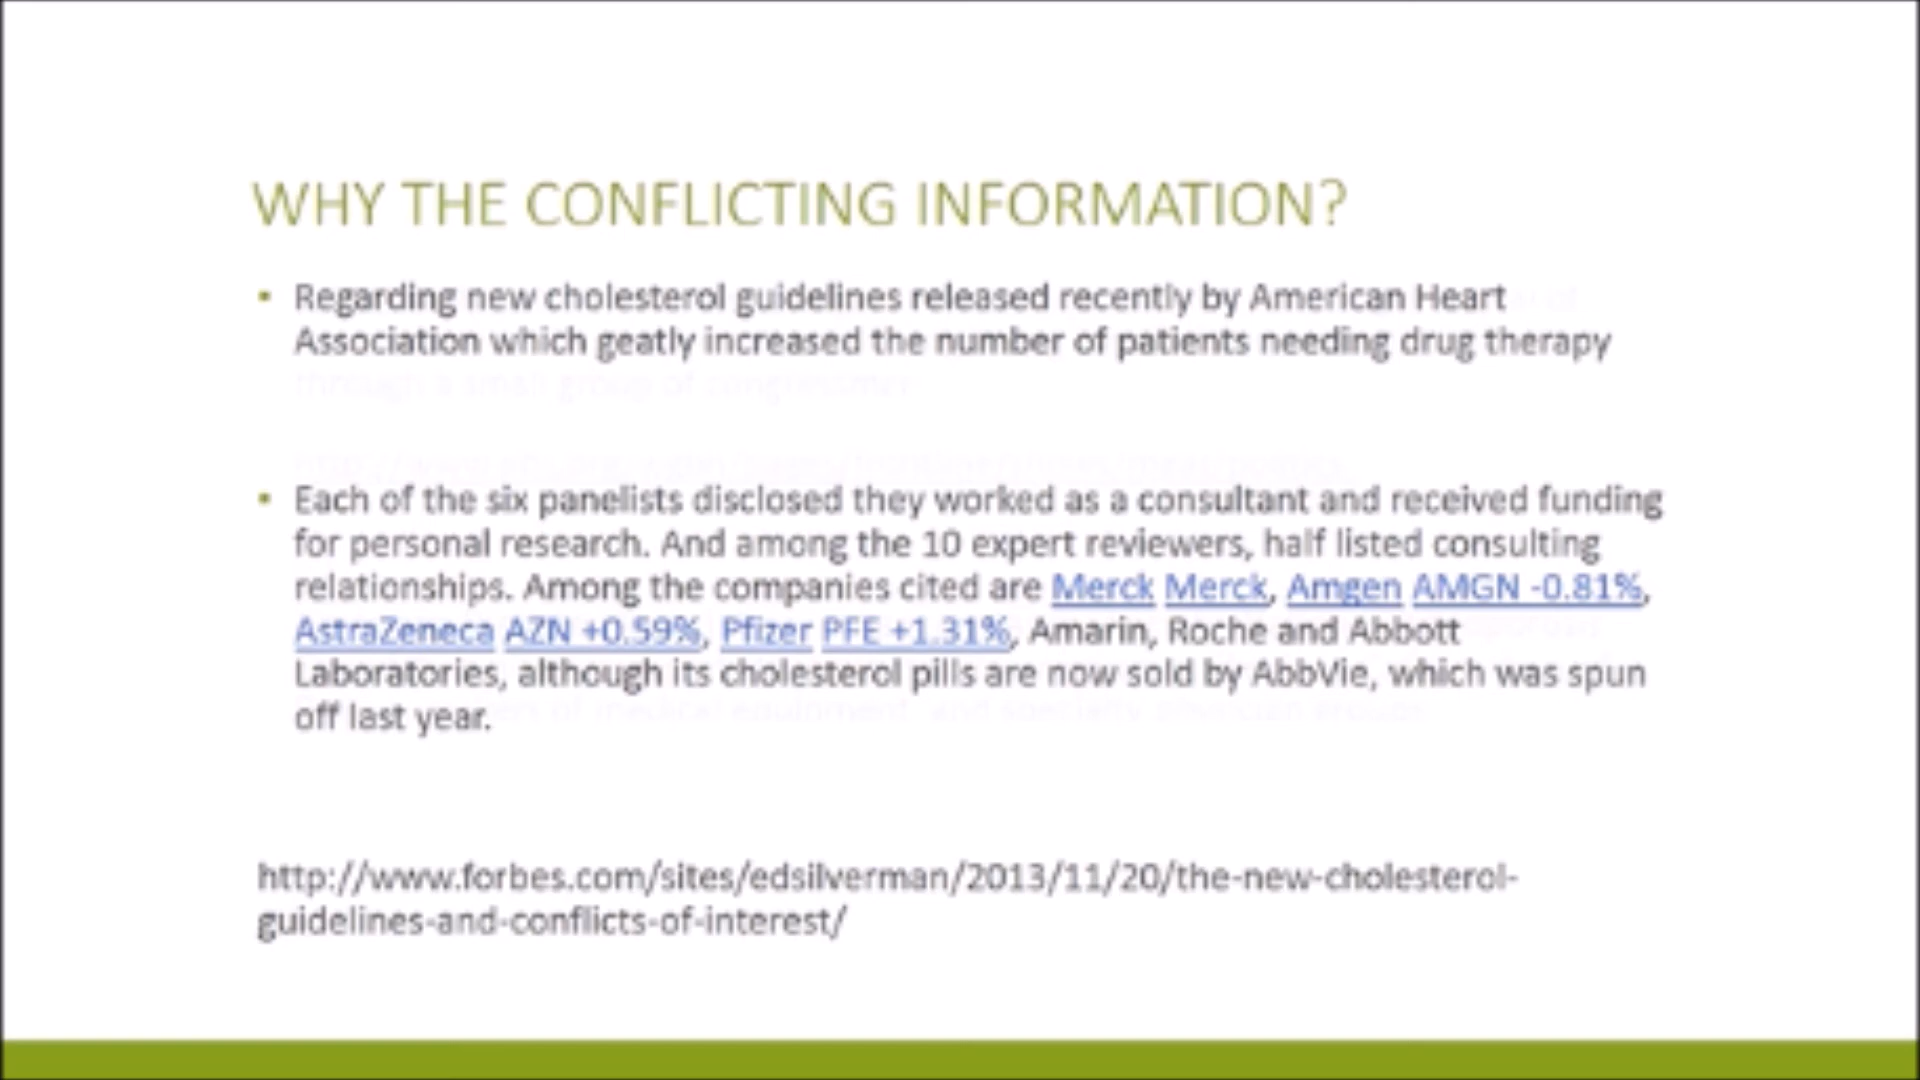 WHY THE CONFLICTING INFORMATION?
▪ Regarding new cholesterol guidelines released recently by American Heart
Association which geatly increased the number of patients needing drug therapy
through a small group of congressmen
▪ Each of the six panelists disclosed they worked as a consultant and received funding
for personal research. And among the 10 expert reviewers, half listed consulting
relationships. Among the companies cited are Merck Merck, Amgen AMGN -0.81%,
AstraZeneca AZN +0.59%, Pfizer PFE +1.31%, Amarin, Roche and Abbott
Laboratories, although its cholesterol pills are now sold by AbbVie, which was spun
off last year.
http://www.forbes.com/sites/edsilverman/2013/11/20/the-new-cholesterol-
guidelines-and-conflicts-of-interest/